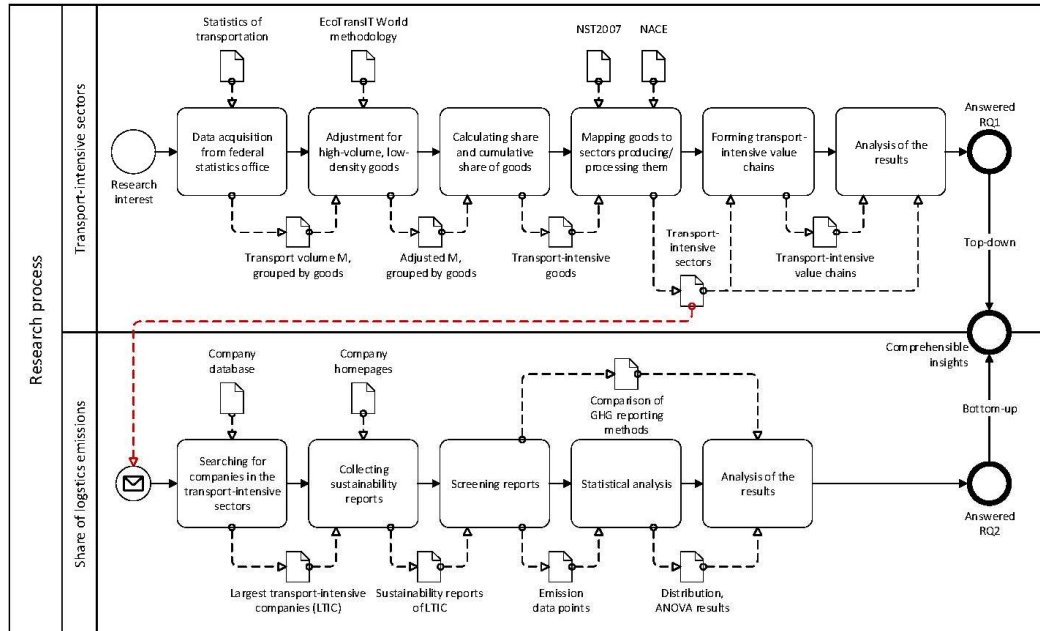 Research process
Transport-intensive sectors
Statistics of
transportation
EcoTransIT World
methodology
NST2007
NACE
Research
interest
Data acquisition
from federal
statistics office
Adjustment for
high-volume, low-
density goods
Calculating share
and cumulative
share of goods
Mapping goods to
sectors producing/
processing them
Forming transport-
intensive value
chains
Analysis of the
results
Answered
RQ1
Transport volume M,
grouped by goods
Adjusted M,
grouped by goods
Transport-intensive
goods
Transport-
intensive
sectors
Transport-intensive
value chains
Top-down
Comprehensible
insights
Bottom-up
Share of logstics emissions
Company
database
Company
homepages
Comparison of
GHG reporting
methods
Searching for
companies in the
transport-intensive
sectors
Collecting
sustainability
reports
Screening reports
Statistical analysis
Analysis of the
results
Answered
RQ2
Largest transport-intensive
companies (LTIC)
Sustainability reports
of LTIC
Emission
data points
Distribution,
ANOVA results